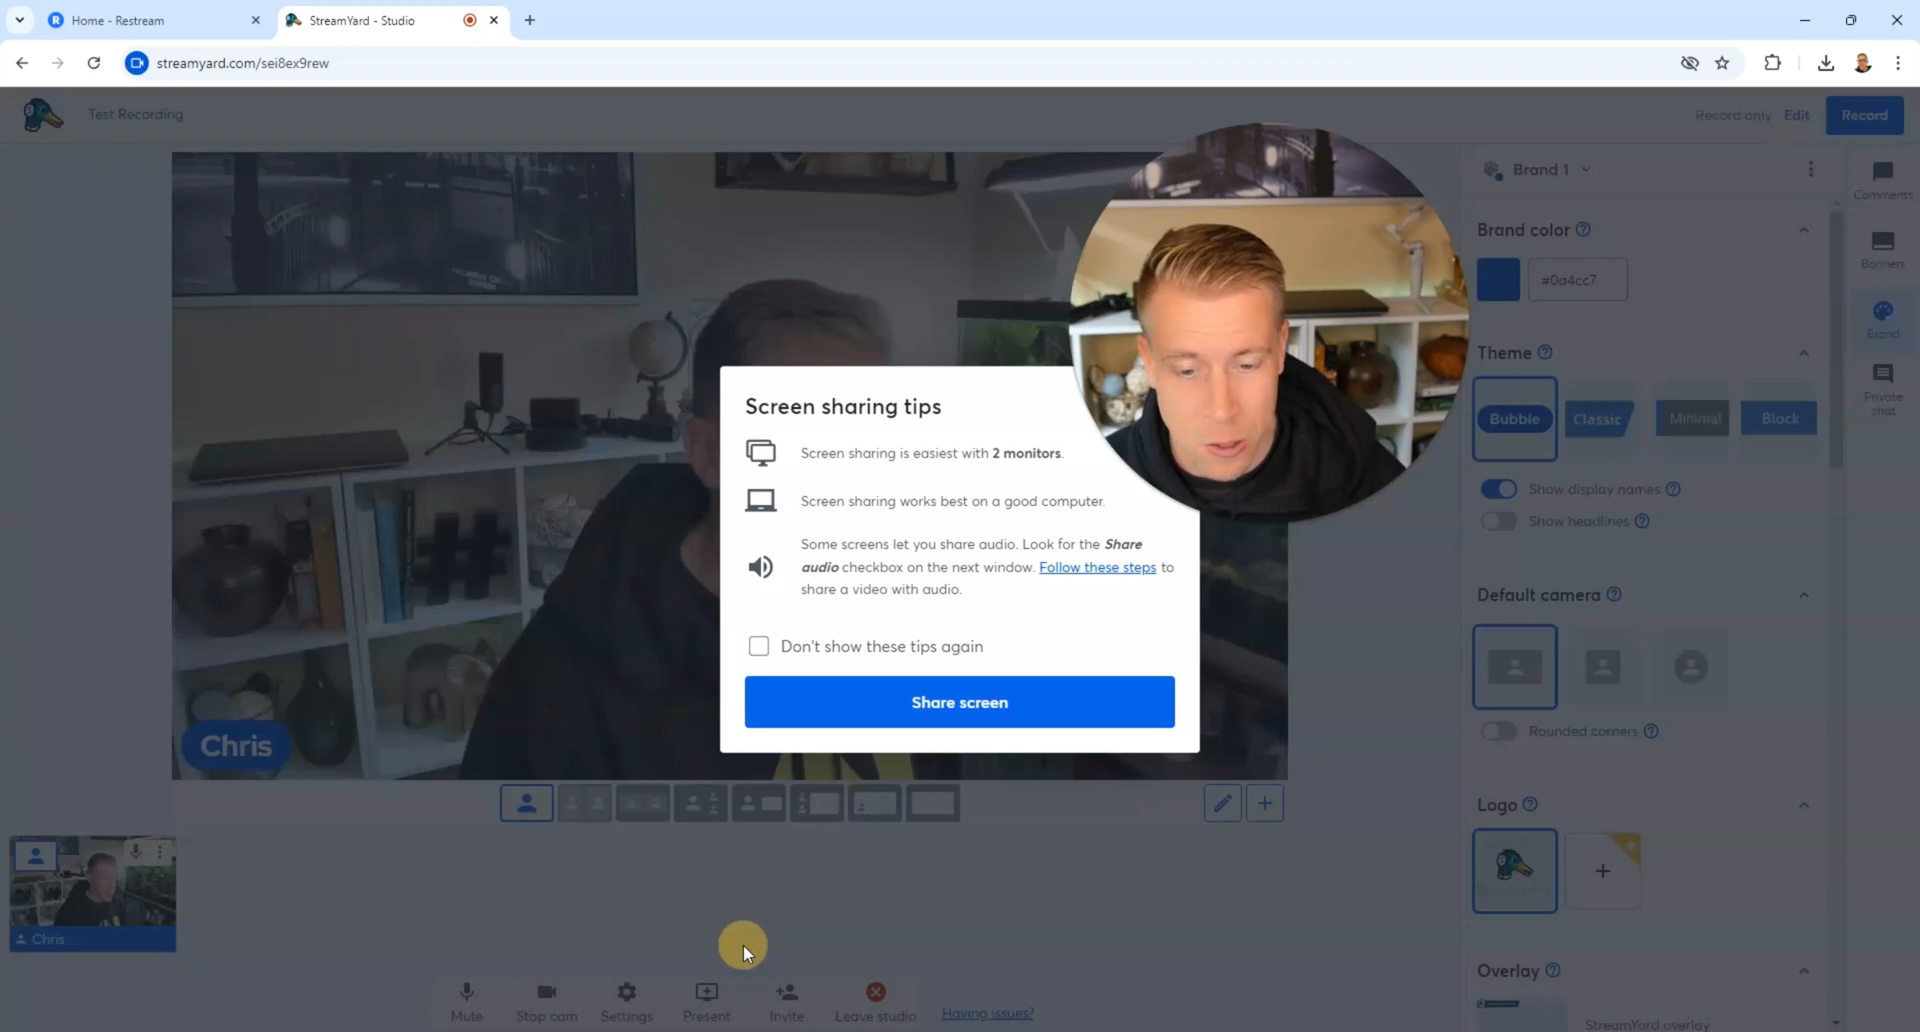 Home - Restream
StreamYard - Studio
streamyard.com/sei8ex9rew
Test Recording
Record only
Edit
Record
Brand 1
Comments
Brand color
#0a4cc7
Banners
Theme
Brand
Bubble
Classic
Minimal
Block
Private
chat
Show display names
Show headlines
Default camera
Rounded corners
Logo
Overlay
StreamYard overlay
Screen sharing tips
Screen sharing is easiest with 2 monitors.
Screen sharing works best on a good computer.
Some screens let you share audio. Look for the Share
audio checkbox on the next window. Follow these steps to
share a video with audio.
Don't show these tips again
Share screen
Chris
Chris
Mute
Stop cam
Settings
Present
Invite
Leave studio
Having issues?